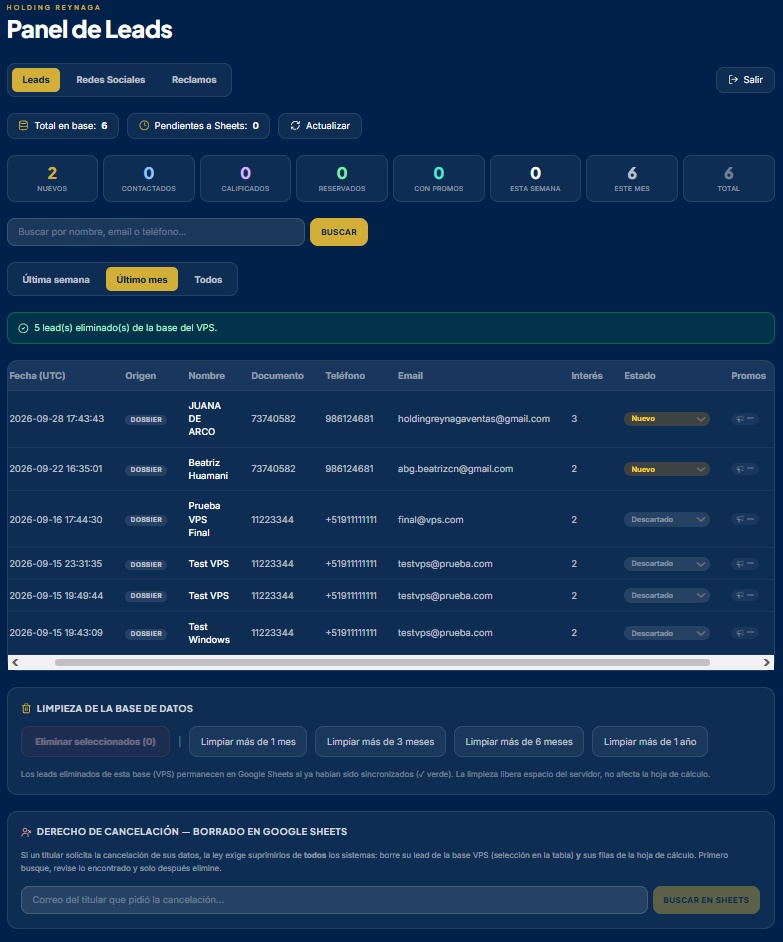 HOLDING REYNAGA
Panel de Leads
Leads Redes Sociales Reclamos Salir
Total en base: 6 Pendientes a Sheets: 0 Actualizar
2 0 0 0 0 0 6 6
NUEVOS CONTACTADOS CALIFICADOS RESERVADOS CON PROMOS ESTA SEMANA ESTE MES TOTAL
Buscar por nombre, email o teléfono... BUSCAR
Última semana Último mes Todos
5 lead(s) eliminado(s) de la base del VPS.
Fecha (UTC) Origen Nombre Documento Teléfono Email Interés Estado Promos
2026-09-28 17:43:43 DOSSIER JUANA DE ARCO 73740582 986124681 holdingreynagaventas@gmail.com 3 Nuevo —
2026-09-22 16:35:01 DOSSIER Beatriz Huamani 73740582 986124681 abg.beatrizcn@gmail.com 2 Nuevo —
2026-09-16 17:44:30 DOSSIER Prueba VPS Final 11223344 +51911111111 final@vps.com 2 Descartado —
2026-09-15 23:31:35 DOSSIER Test VPS 11223344 +51911111111 testvps@prueba.com 2 Descartado —
2026-09-15 19:49:44 DOSSIER Test VPS 11223344 +51911111111 testvps@prueba.com 2 Descartado —
2026-09-15 19:43:09 DOSSIER Test Windows 11223344 +51911111111 testvps@prueba.com 2 Descartado —
LIMPIEZA DE LA BASE DE DATOS
Eliminar seleccionados (0) | Limpiar más de 1 mes Limpiar más de 3 meses Limpiar más de 6 meses Limpiar más de 1 año
Los leads eliminados de esta base (VPS) permanecen en Google Sheets si ya habían sido sincronizados (✓ verde). La limpieza libera espacio del servidor, no afecta la hoja de cálculo.
DERECHO DE CANCELACIÓN — BORRADO EN GOOGLE SHEETS
Si un titular solicita la cancelación de sus datos, la ley exige suprimirlos de todos los sistemas: borre su lead de la base VPS (selección en la tabla) y sus filas de la hoja de cálculo. Primero
busque, revise lo encontrado y solo después elimine.
Correo del titular que pidió la cancelación... BUSCAR EN SHEETS